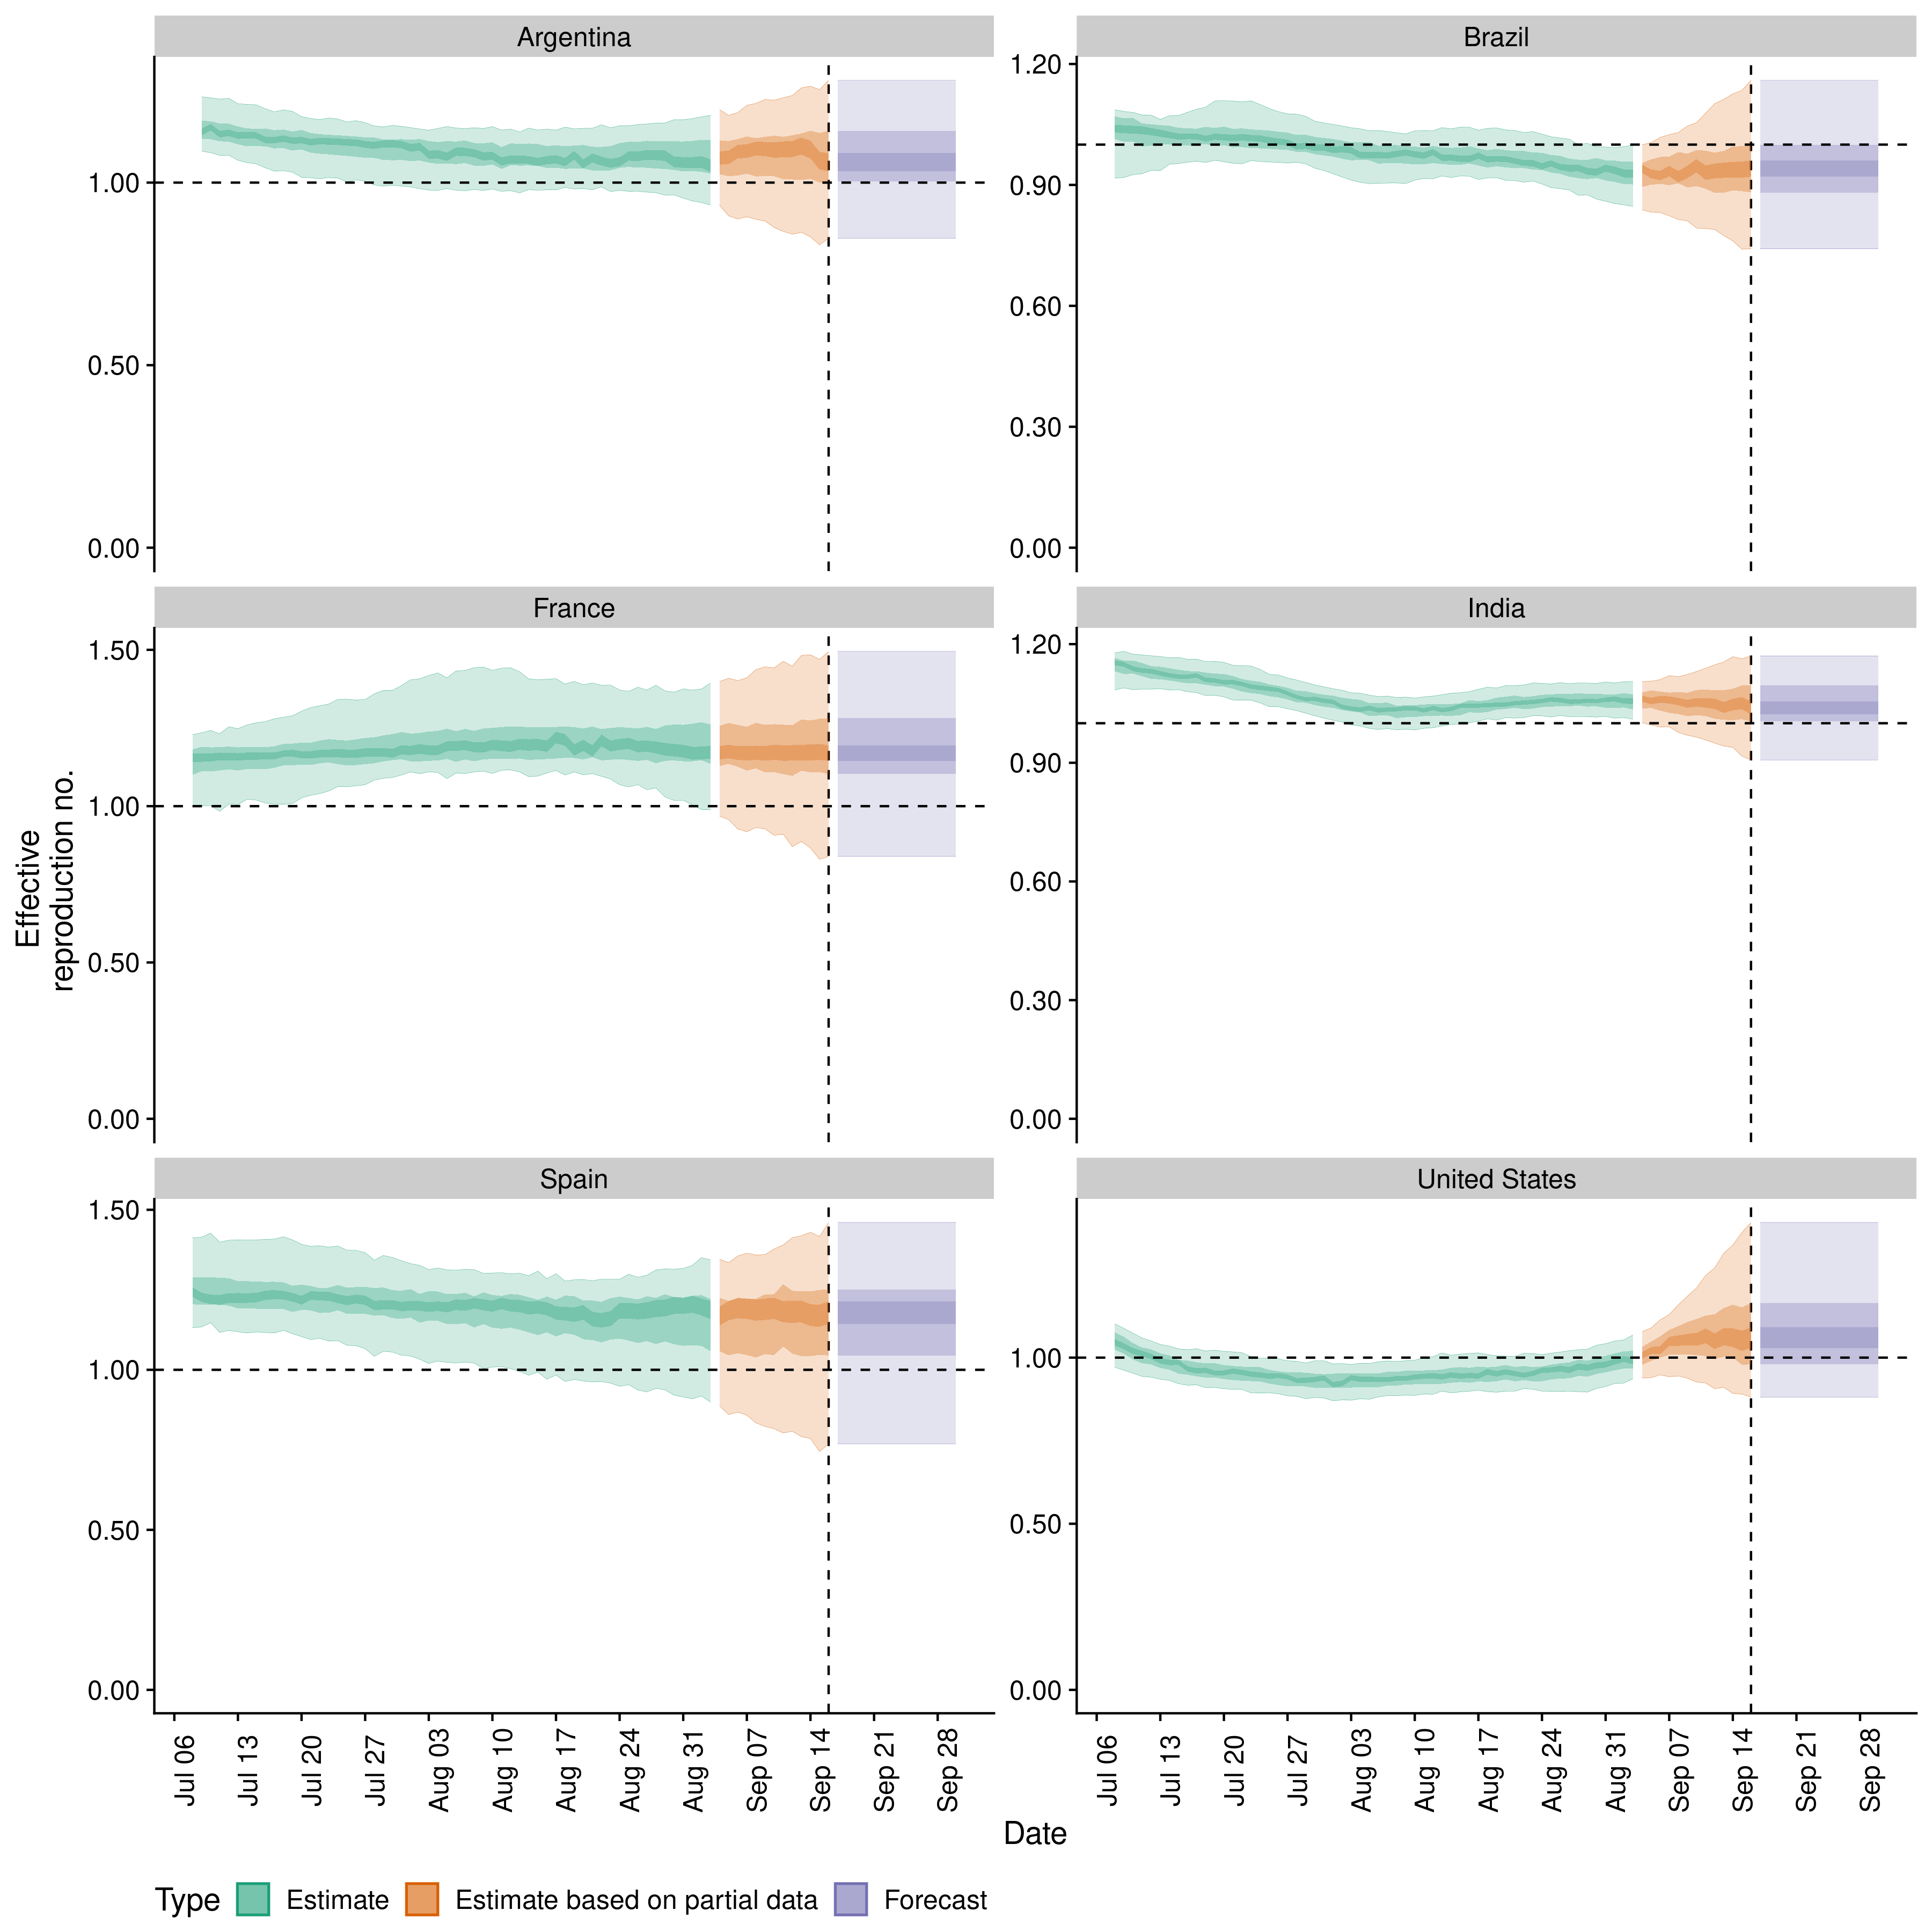 Argentina
Brazil
1.00
0.50
0.00
1.20
0.90
0.60
0.30
0.00
France
India
1.50
1.00
0.50
0.00
1.20
0.90
0.60
0.30
0.00
Spain
United States
1.50
1.00
0.50
0.00
1.00
0.50
0.00
Effective
reproduction no.
Jul 06
Jul 13
Jul 20
Jul 27
Aug 03
Aug 10
Aug 17
Aug 24
Aug 31
Sep 07
Sep 14
Sep 21
Sep 28
Jul 06
Jul 13
Jul 20
Jul 27
Aug 03
Aug 10
Aug 17
Aug 24
Aug 31
Sep 07
Sep 14
Sep 21
Sep 28
Date
Type Estimate Estimate based on partial data Forecast